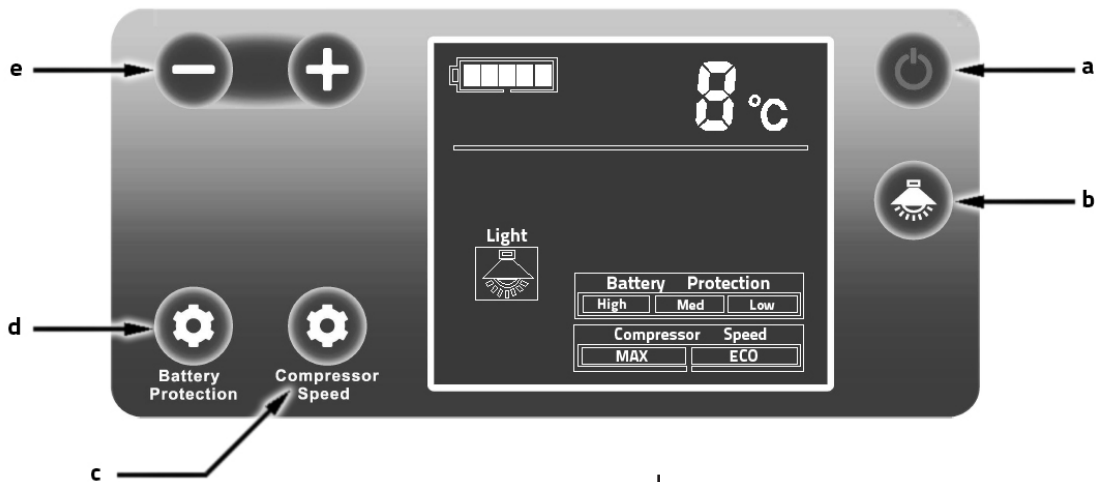 e
a
8 °C
b
Light
Battery Protection
High Med Low
Compressor Speed
MAX ECO
d
Battery
Protection
Compressor
Speed
c